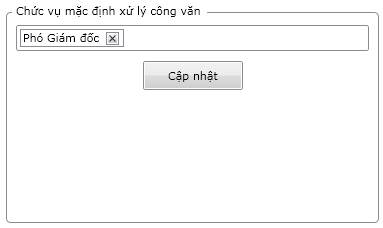 Chức vụ mặc định xử lý công văn
Phó Giám đốc
Cập nhật